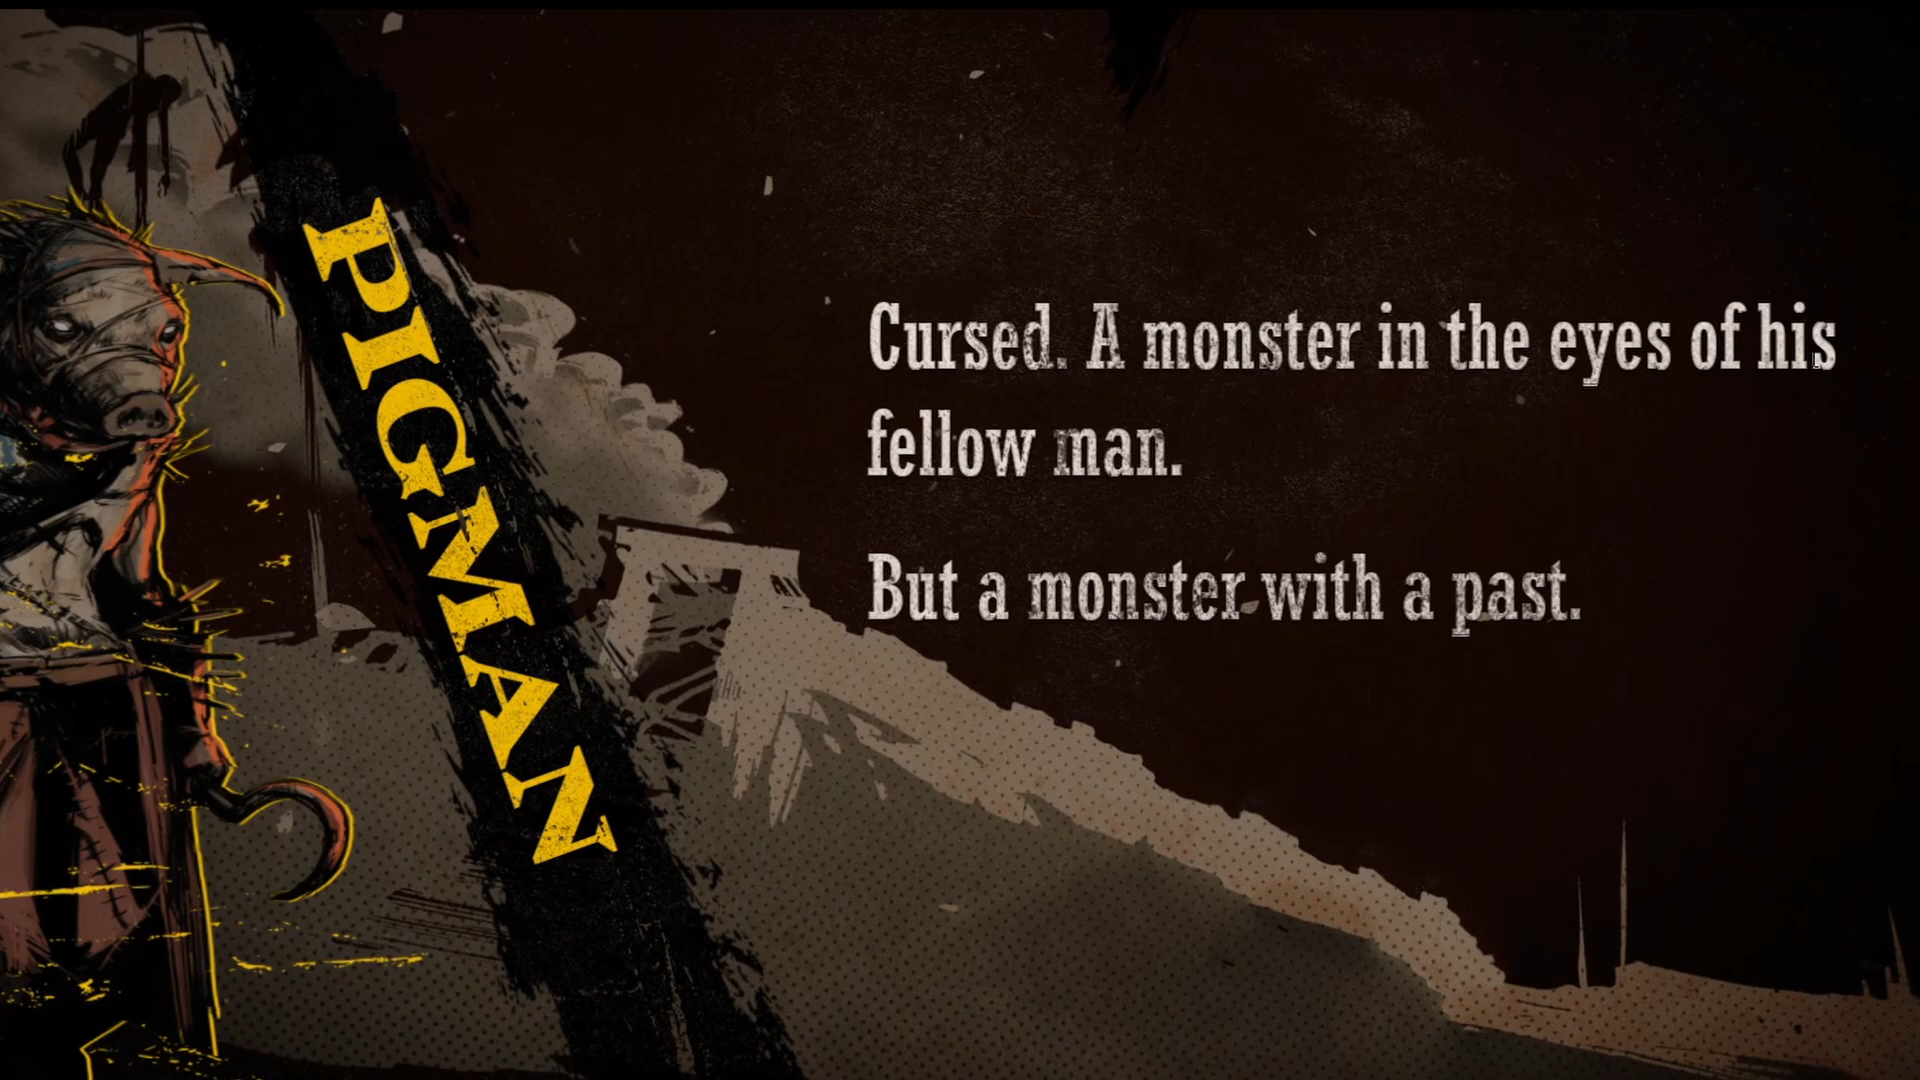 PIGMAN
Cursed. A monster in the eyes of his
fellow man.
But a monster with a past.